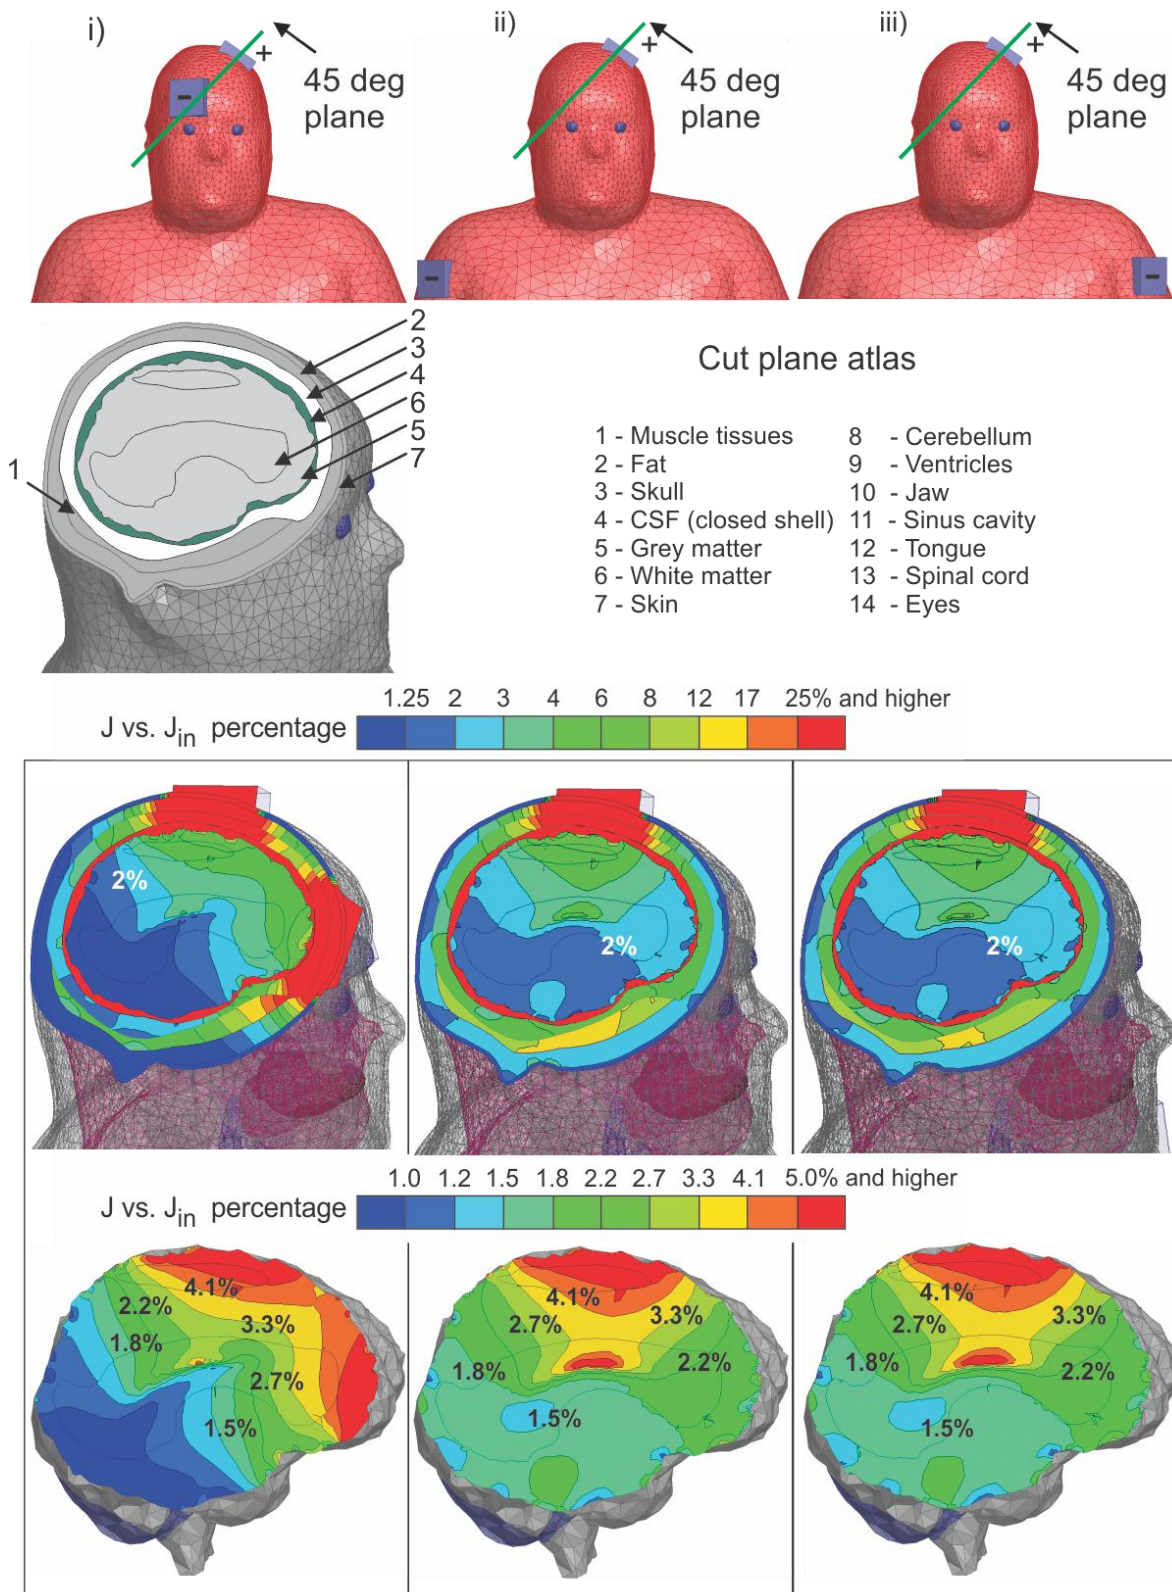 i)
+
45 deg
plane
-
ii)
+
45 deg
plane
-
iii)
+
45 deg
plane
-
2
3
4
6
5
7
1
Cut plane atlas
1 - Muscle tissues
2 - Fat
3 - Skull
4 - CSF (closed shell)
5 - Grey matter
6 - White matter
7 - Skin
8 - Cerebellum
9 - Ventricles
10 - Jaw
11 - Sinus cavity
12 - Tongue
13 - Spinal cord
14 - Eyes
1.25 2 3 4 6 8 12 17 25% and higher
J vs. Jin percentage
2%
2%
2%
1.0 1.2 1.5 1.8 2.2 2.7 3.3 4.1 5.0% and higher
J vs. Jin percentage
4.1%
2.2%
3.3%
1.8%
2.7%
1.5%
4.1%
3.3%
2.7%
1.8%
2.2%
1.5%
4.1%
3.3%
2.7%
1.8%
2.2%
1.5%